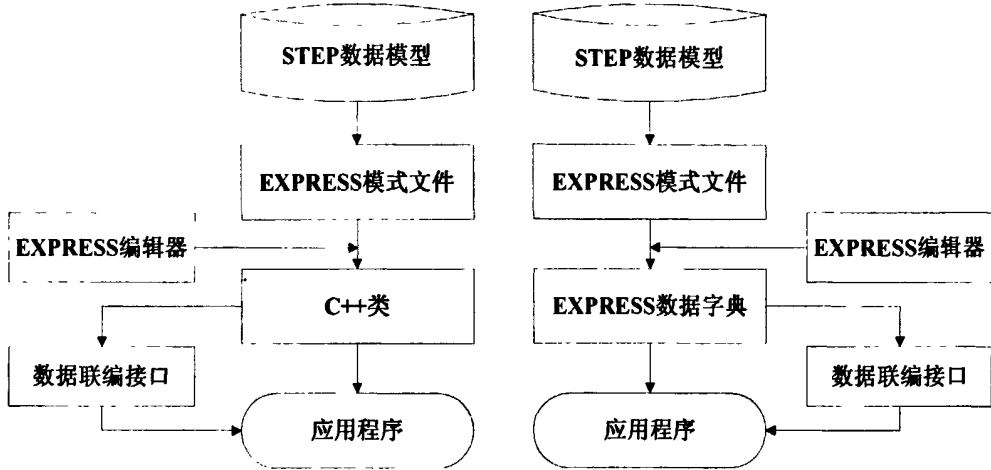 STEP数据模型
EXPRESS模式文件
EXPRESS编辑器
C++类
数据联编接口
应用程序
STEP数据模型
EXPRESS模式文件
EXPRESS编辑器
EXPRESS数据字典
数据联编接口
应用程序